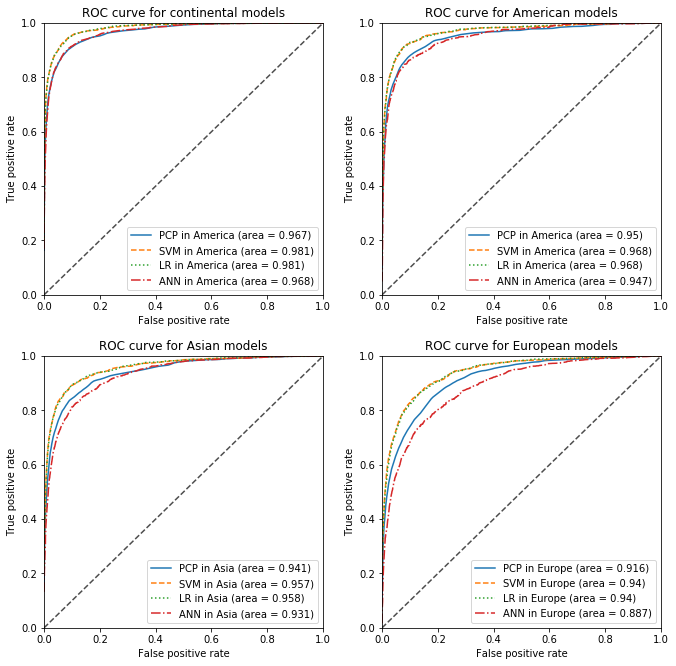 ROC curve for continental models
1.0
0.8
0.6
0.4
0.2
0.0
True positive rate
PCP in America (area = 0.967)
SVM in America (area = 0.981)
LR in America (area = 0.981)
ANN in America (area = 0.968)
0.0 0.2 0.4 0.6 0.8 1.0
False positive rate
ROC curve for American models
1.0
0.8
0.6
0.4
0.2
0.0
True positive rate
PCP in America (area = 0.95)
SVM in America (area = 0.968)
LR in America (area = 0.968)
ANN in America (area = 0.947)
0.0 0.2 0.4 0.6 0.8 1.0
False positive rate
ROC curve for Asian models
1.0
0.8
0.6
0.4
0.2
0.0
True positive rate
PCP in Asia (area = 0.941)
SVM in Asia (area = 0.957)
LR in Asia (area = 0.958)
ANN in Asia (area = 0.931)
0.0 0.2 0.4 0.6 0.8 1.0
False positive rate
ROC curve for European models
1.0
0.8
0.6
0.4
0.2
0.0
True positive rate
PCP in Europe (area = 0.916)
SVM in Europe (area = 0.94)
LR in Europe (area = 0.94)
ANN in Europe (area = 0.887)
0.0 0.2 0.4 0.6 0.8 1.0
False positive rate